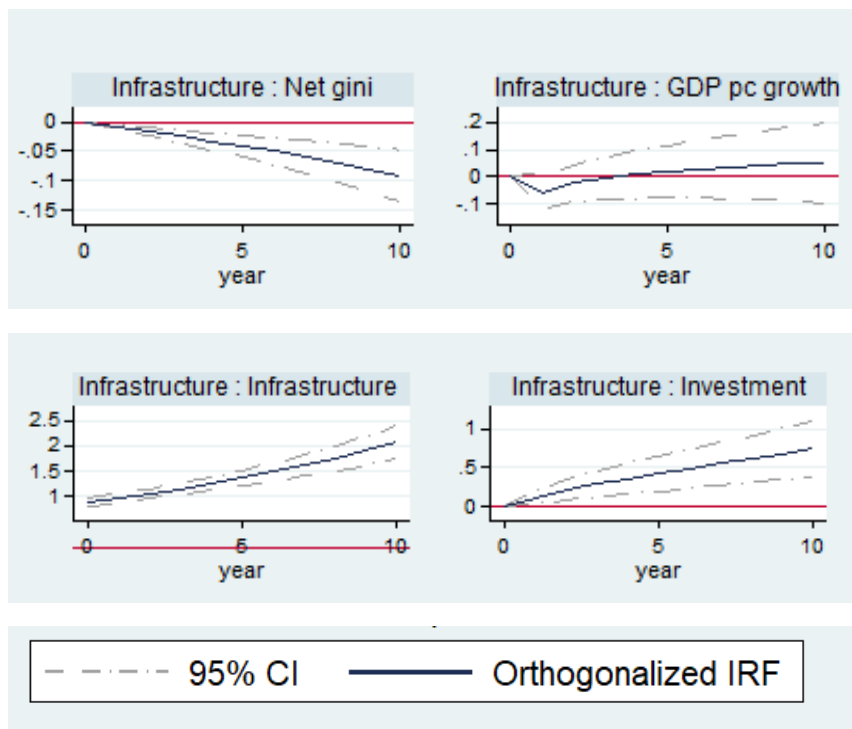 Infrastructure : Net gini
0
-.05
-.1
-.15
0 5 10
year
Infrastructure : GDP pc growth
.2
.1
0
-.1
0 5 10
year
Infrastructure : Infrastructure
2.5
2
1.5
1
0 5 10
year
Infrastructure : Investment
1
.5
0
0 5 10
year
95% CI Orthogonalized IRF